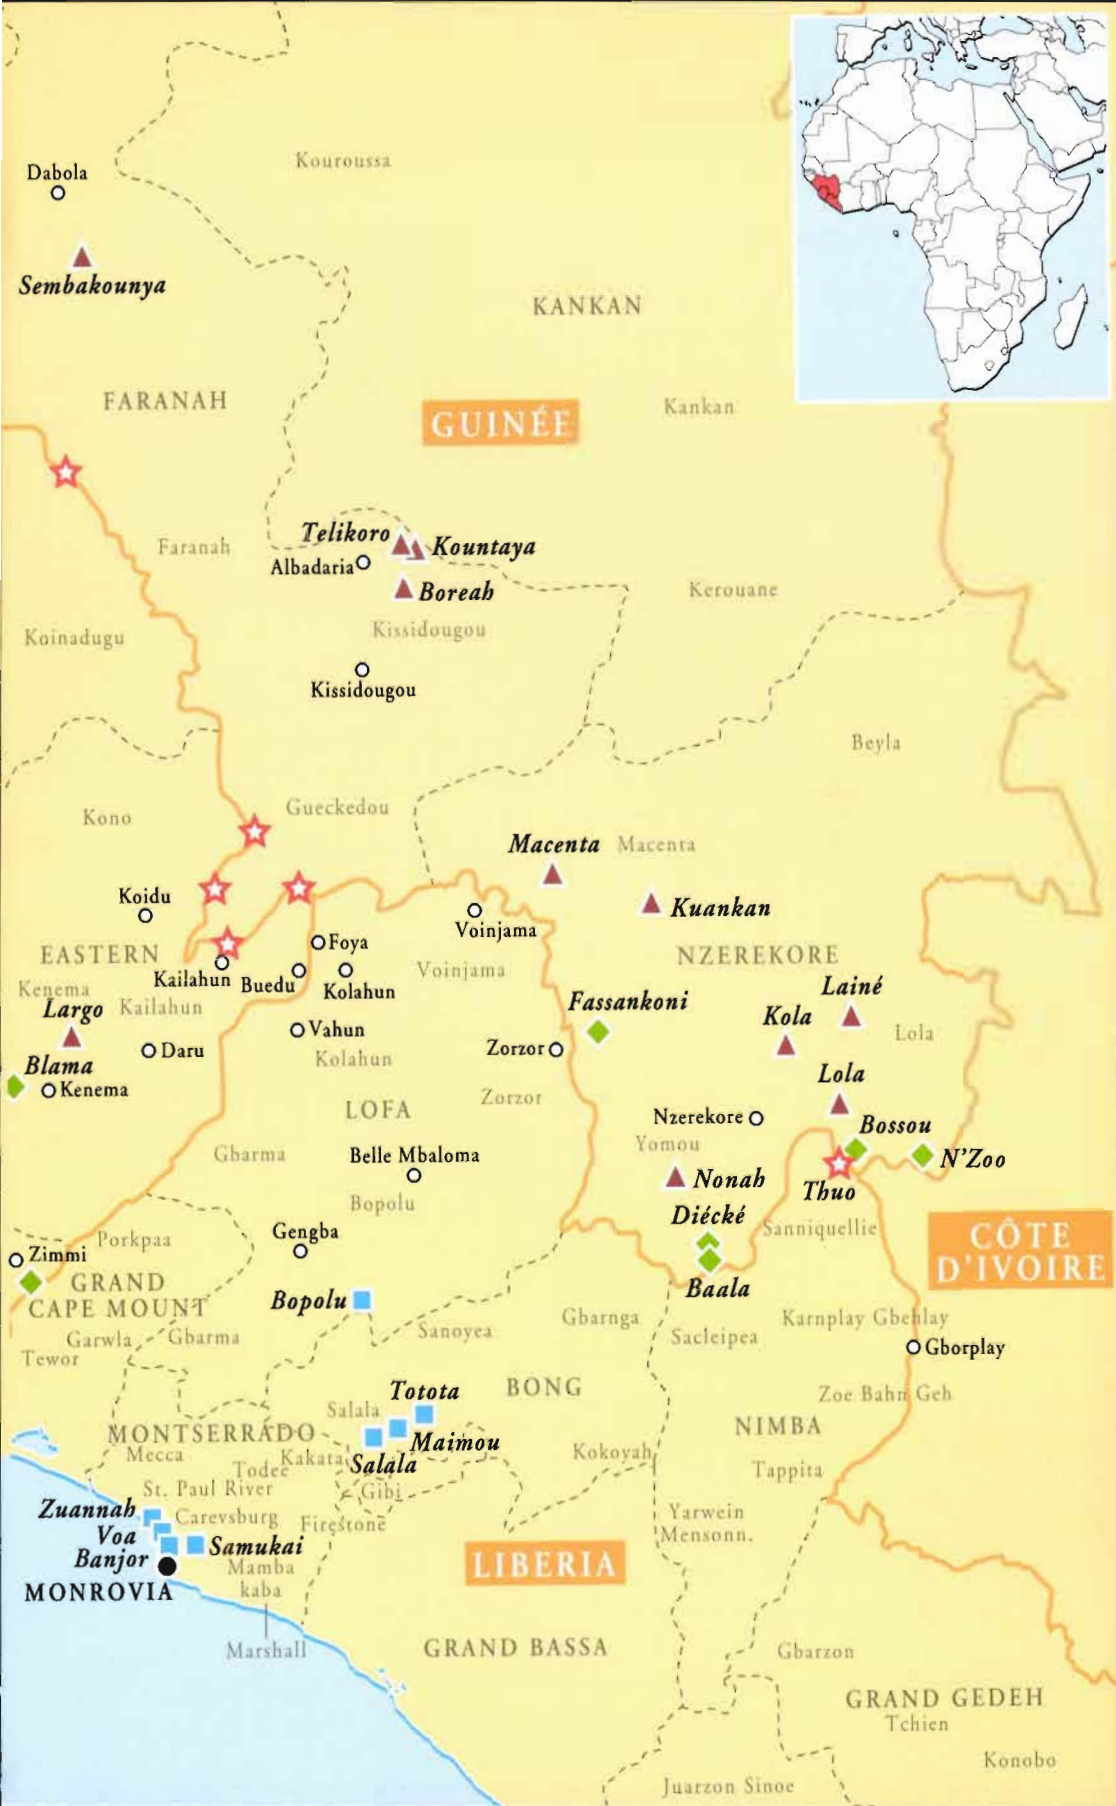 Dabola
Kouroussa
Sembakounya
KANKAN
FARANAH
GUINÉE
Kankan
Telikoro
Kountaya
Faranah
Albadaria
Boreah
Kerouane
Koinadugu
Kissidougou
Kissidougou
Beyla
Kono
Gueckedou
Macenta
Macenta
Koidu
Kuankan
Voinjama
EASTERN
Foya
NZEREKORE
Kailahun
Buedu
Kolahun
Voinjama
Kenema
Kailahun
Largo
Fassankoni
Lainé
Kola
Lola
Vahun
Daru
Kolahun
Zorzor
Blama
Kenema
Lola
LOFA
Zorzor
Nzerekore
Bossou
Yomou
Gbarma
Belle Mbaloma
N'Zoo
Nonah
Thuo
Bopolu
Diécké
Sanniquellie
Porkpaa
Gengba
CÔTE
D'IVOIRE
Zimmi
GRAND
CAPE MOUNT
Baala
Bopolu
Garwla
Gbarma
Sanoyea
Gbarnga
Sacleipea
Karnplay Gbehlay
Tewor
Gborplay
Totota
BONG
Zoe Bahn Geh
Salala
MONTSERRADO
Maimou
NIMBA
Mecca
Todee
Kakata
Salala
Kokoyah
Tappita
St. Paul River
Gibi
Zuannah
Carevsburg
Firestone
Yarwein
Mensonn.
Voa
Banjor
Samukai
LIBERIA
Mamba
kaba
MONROVIA
Marshall
GRAND BASSA
Gbarzon
GRAND GEDEH
Tchien
Konobo
Juarzon Sinoe